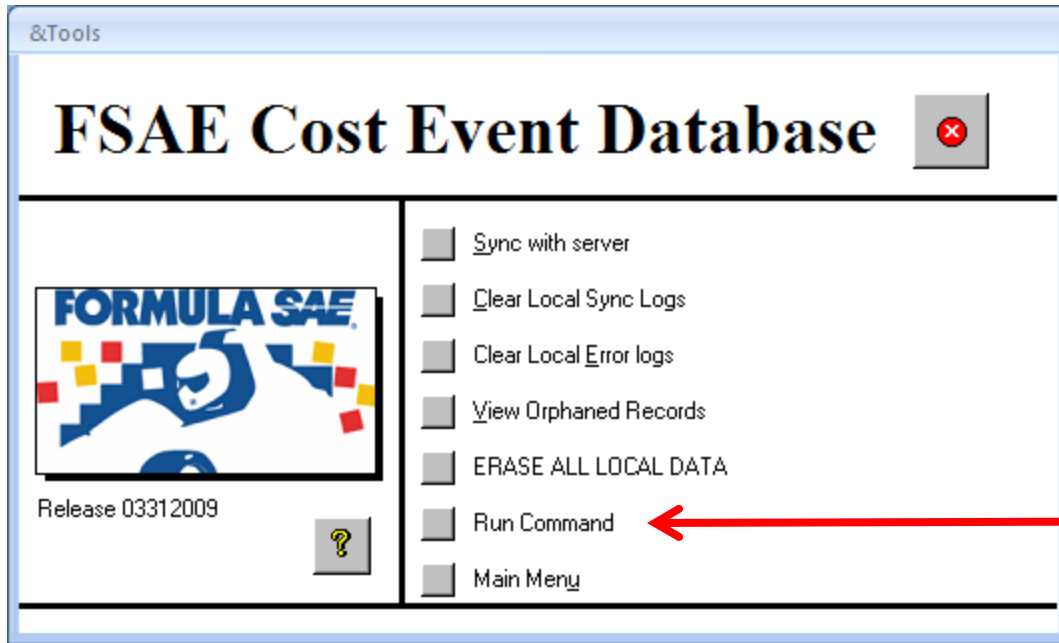 &Tools
FSAE Cost Event Database
Sync with server
Clear Local Sync Logs
FORMULA SAE
Clear Local Error logs
View Orphaned Records
ERASE ALL LOCAL DATA
Release 03312009
Run Command
?
Main Menu